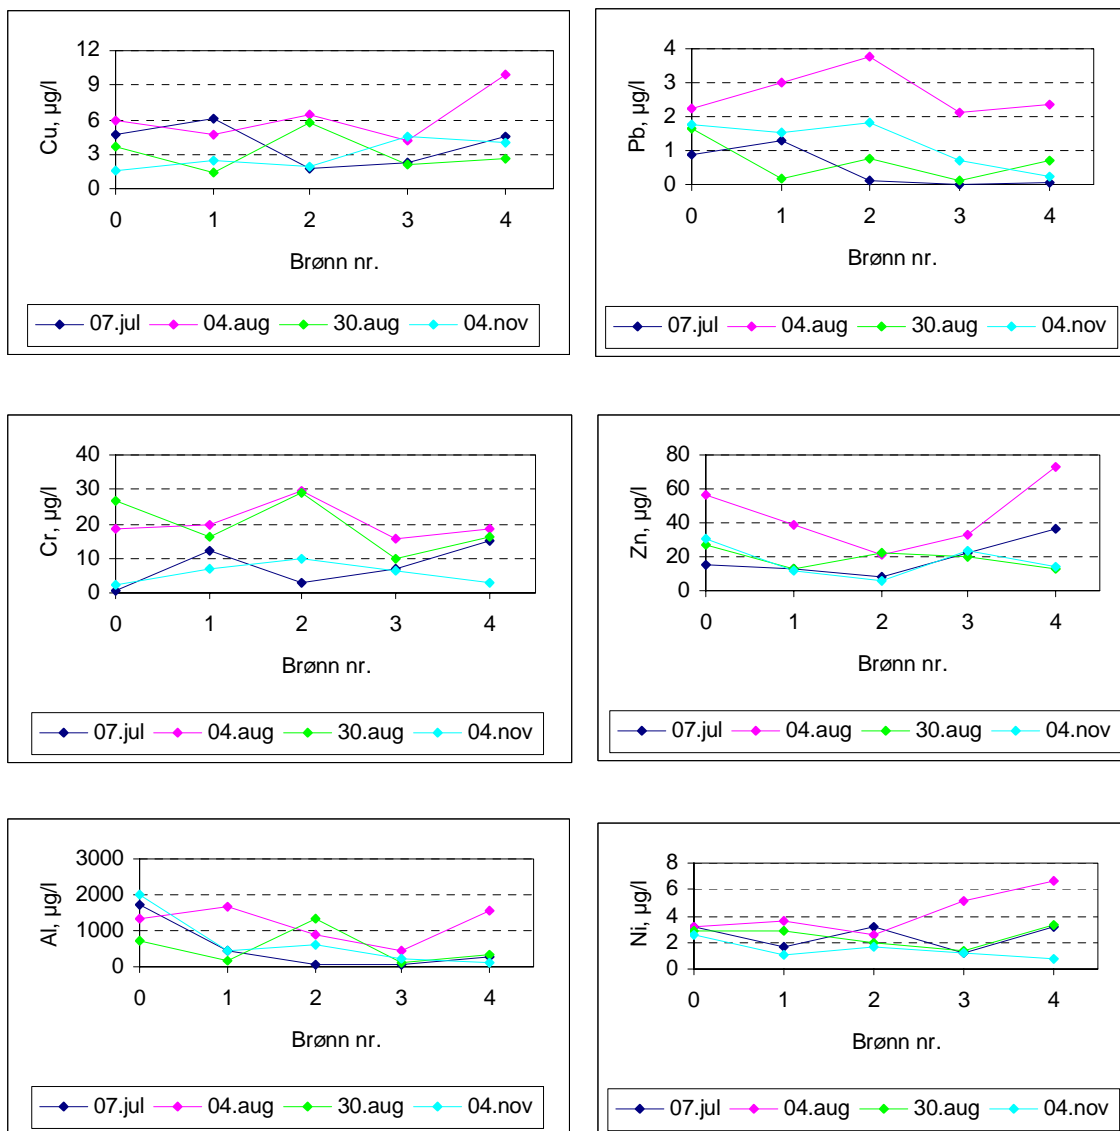 Cu, µg/l
12
9
6
3
0
0 1 2 3 4
Brønn nr.
07.jul 04.aug 30.aug 04.nov
Pb, µg/l
4
3
2
1
0
0 1 2 3 4
Brønn nr.
07.jul 04.aug 30.aug 04.nov
Cr, µg/l
40
30
20
10
0
0 1 2 3 4
Brønn nr.
07.jul 04.aug 30.aug 04.nov
Zn, µg/l
80
60
40
20
0
0 1 2 3 4
Brønn nr.
07.jul 04.aug 30.aug 04.nov
Al, µg/l
3000
2000
1000
0
0 1 2 3 4
Brønn nr.
07.jul 04.aug 30.aug 04.nov
Ni, µg/l
8
6
4
2
0
0 1 2 3 4
Brønn nr.
07.jul 04.aug 30.aug 04.nov